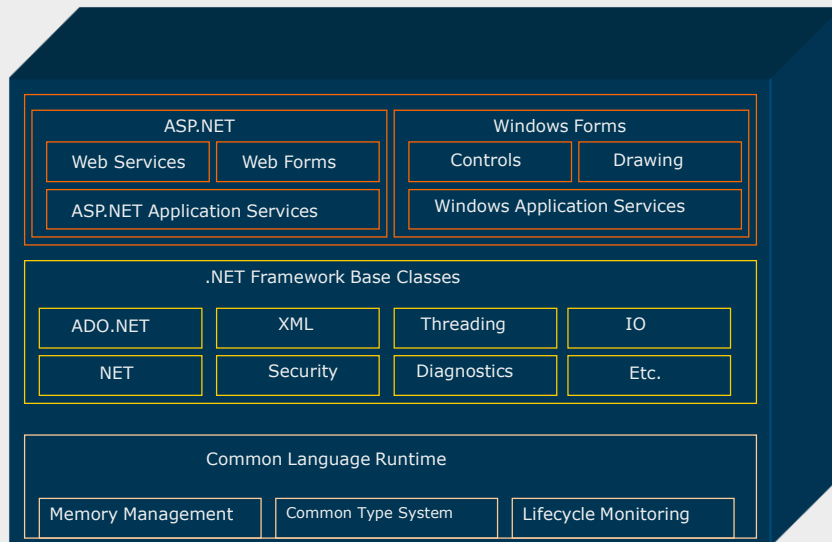 ASP.NET
Windows Forms
Web Services
Web Forms
Controls
Drawing
ASP.NET Application Services
Windows Application Services
.NET Framework Base Classes
ADO.NET
XML
Threading
IO
NET
Security
Diagnostics
Etc.
Common Language Runtime
Memory Management
Common Type System
Lifecycle Monitoring